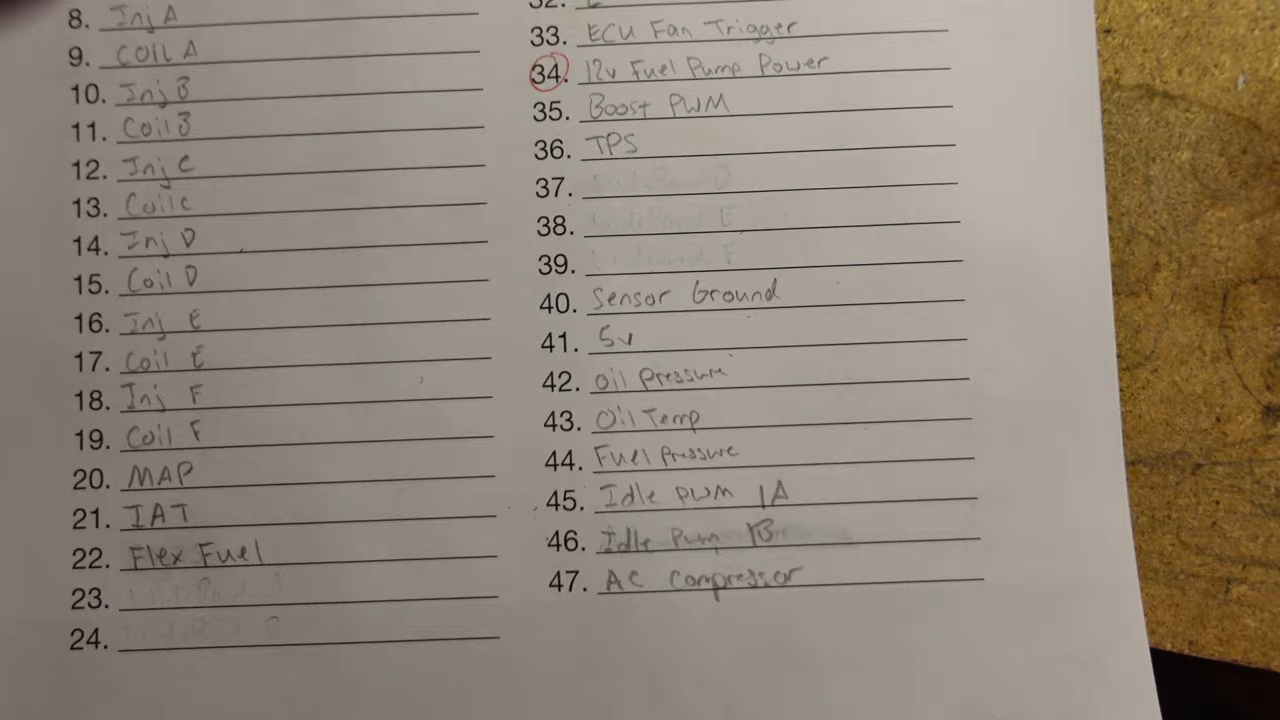 8. Inj A
9. COIL A
10. Inj B
11. Coil B
12. Inj C
13. Coil C
14. Inj D
15. Coil D
16. Inj E
17. Coil E
18. Inj F
19. Coil F
20. MAP
21. IAT
22. Flex Fuel
23.
24.
32.
33. ECU Fan Trigger
34. 12v Fuel Pump Power
35. Boost PWM
36. TPS
37.
38.
39.
40. Sensor Ground
41. 5v
42. Oil Pressure
43. Oil Temp
44. Fuel Pressure
45. Idle PWM 1A
46. Idle Pwm 1B
47. AC Compressor